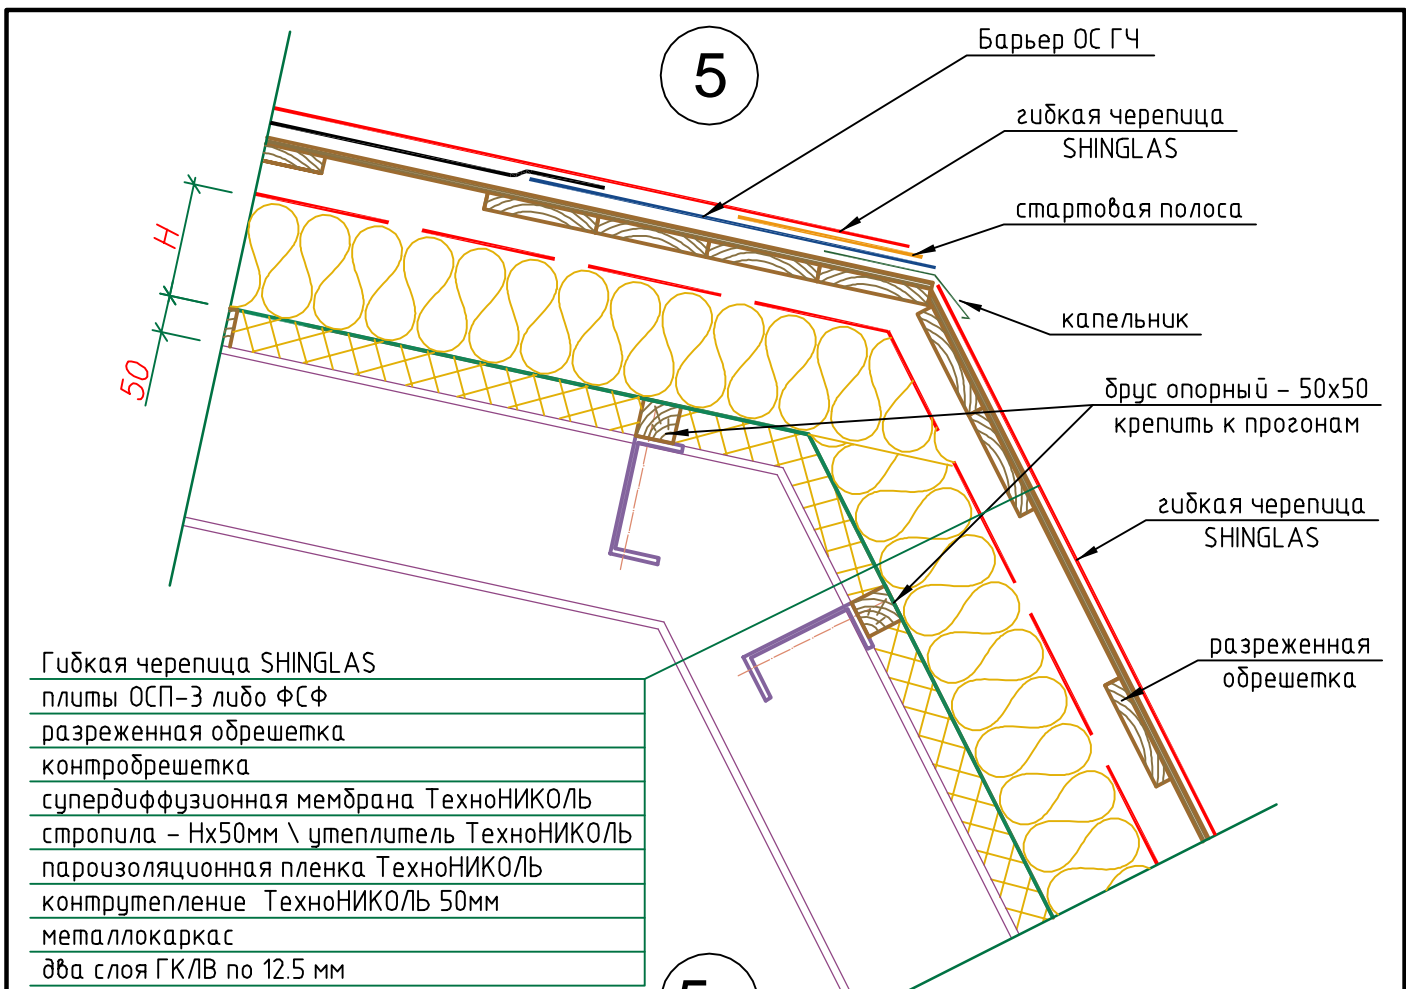 5
Барьер ОС ГЧ
гибкая черепица
SHINGLAS
стартовая полоса
капельник
брус опорный - 50х50
крепить к прогонам
гибкая черепица
SHINGLAS
разреженная
обрешетка
Н
50
Гибкая черепица SHINGLAS
плиты ОСП-3 либо ФСФ
разреженная обрешетка
контробрешетка
супердиффузионная мембрана ТехноНИКОЛЬ
стропила - Нх50мм \ утеплитель ТехноНИКОЛЬ
пароизоляционная пленка ТехноНИКОЛЬ
контрутепление ТехноНИКОЛЬ 50мм
металлокаркас
два слоя ГКЛВ по 12.5 мм